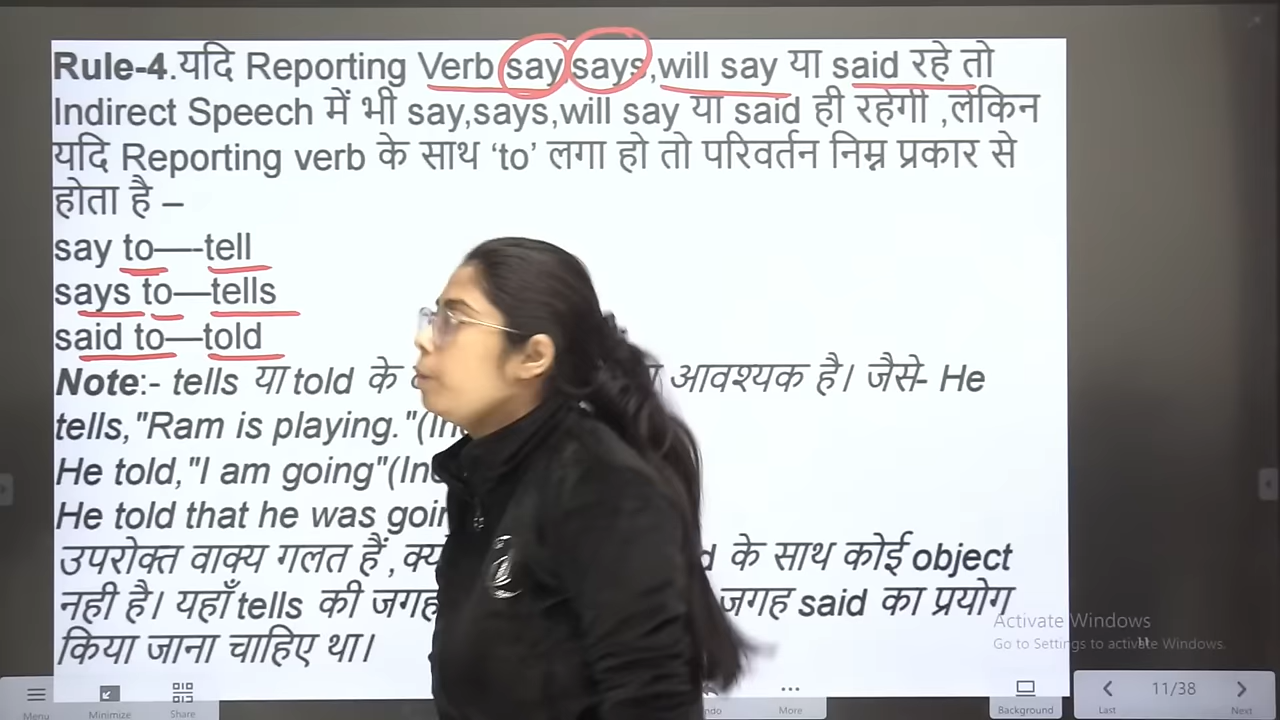 Rule-4.यदि Reporting Verb say says,will say या said रहे तो
Indirect Speech में भी say,says,will say या said ही रहेगी ,लेकिन
यदि Reporting verb के साथ ‘to’ लगा हो तो परिवर्तन निम्न प्रकार से
होता है –
say to—-tell
says to—tells
said to—told
Note:- tells या told के आवश्यक है। जैसे- He
tells,"Ram is playing."
He told,"I am going"
He told that he was
उपरोक्त वाक्य गलत हैं, के साथ कोई object
नही है। यहाँ tells की जगह जगह said का प्रयोग
किया जाना चाहिए था।
Activate Windows
Go to Settings to activate Windows.
Menu
Minimize
Share
More
Background
Last
11/38
Next